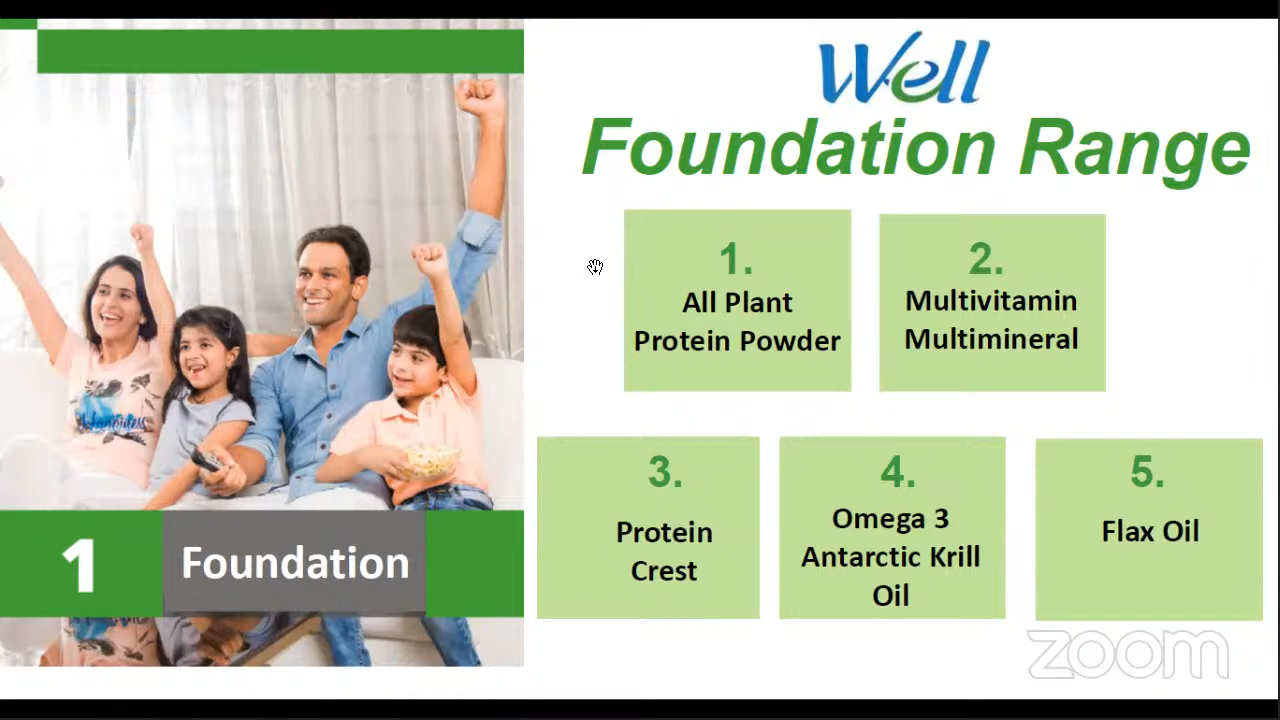 Well
Foundation Range
1.
All Plant
Protein Powder
2.
Multivitamin
Multimineral
3.
Protein
Crest
4.
Omega 3
Antarctic Krill
Oil
5.
Flax Oil
Happiness
1
Foundation
zoom